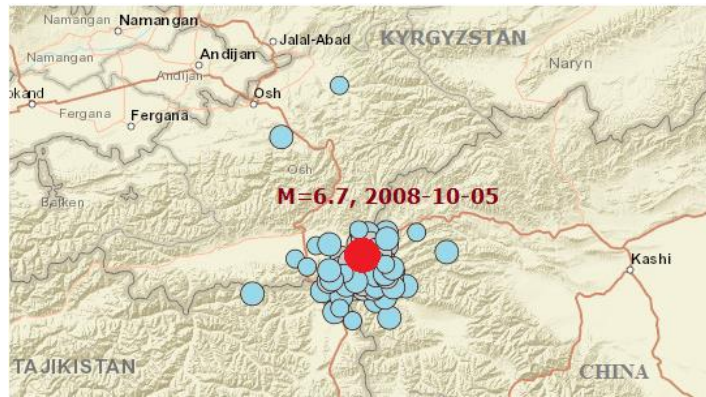 Namangan
Namangan
Jalal-Abad
KYRGYZSTAN
Namangan
Andijan
Andijan
Naryn
okand
Osh
Fergana
Fergana
Osh
M=6.7, 2008-10-05
Batken
Kashi
TAJIKISTAN
CHINA